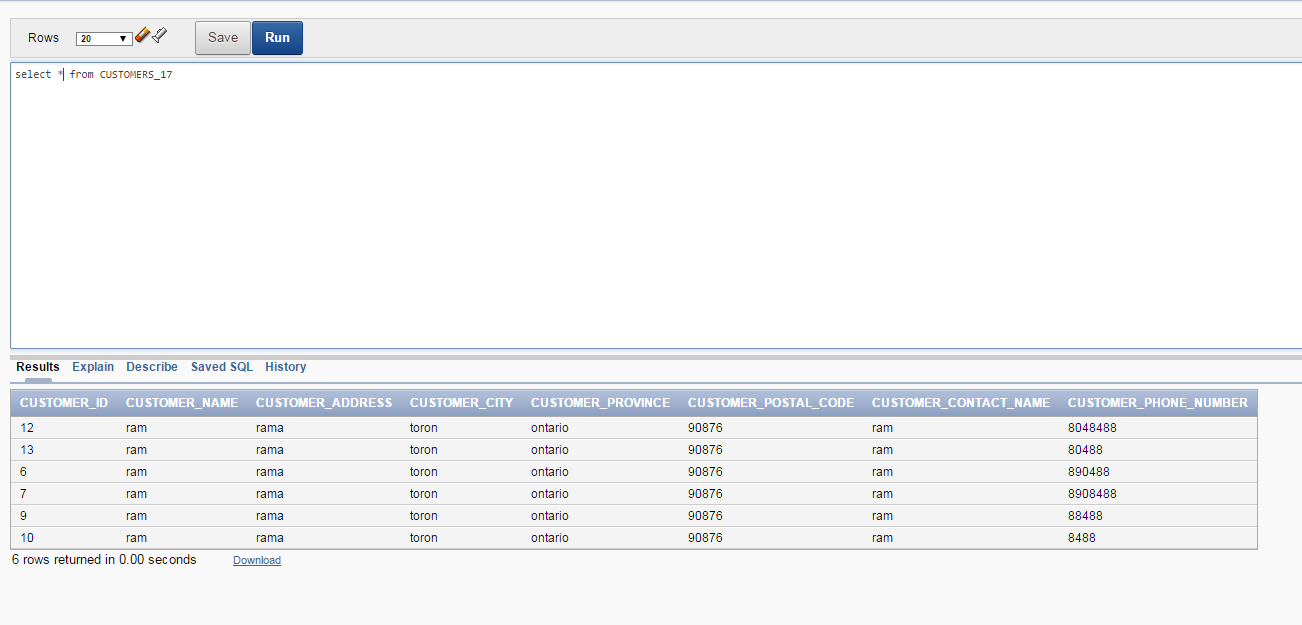 Rows 20 Save Run
select * from CUSTOMERS_17
Results Explain Describe Saved SQL History
CUSTOMER_ID CUSTOMER_NAME CUSTOMER_ADDRESS CUSTOMER_CITY CUSTOMER_PROVINCE CUSTOMER_POSTAL_CODE CUSTOMER_CONTACT_NAME CUSTOMER_PHONE_NUMBER
12 ram rama toron ontario 90876 ram 8048488
13 ram rama toron ontario 90876 ram 80488
6 ram rama toron ontario 90876 ram 890488
7 ram rama toron ontario 90876 ram 8908488
9 ram rama toron ontario 90876 ram 88488
10 ram rama toron ontario 90876 ram 8488
6 rows returned in 0.00 seconds Download